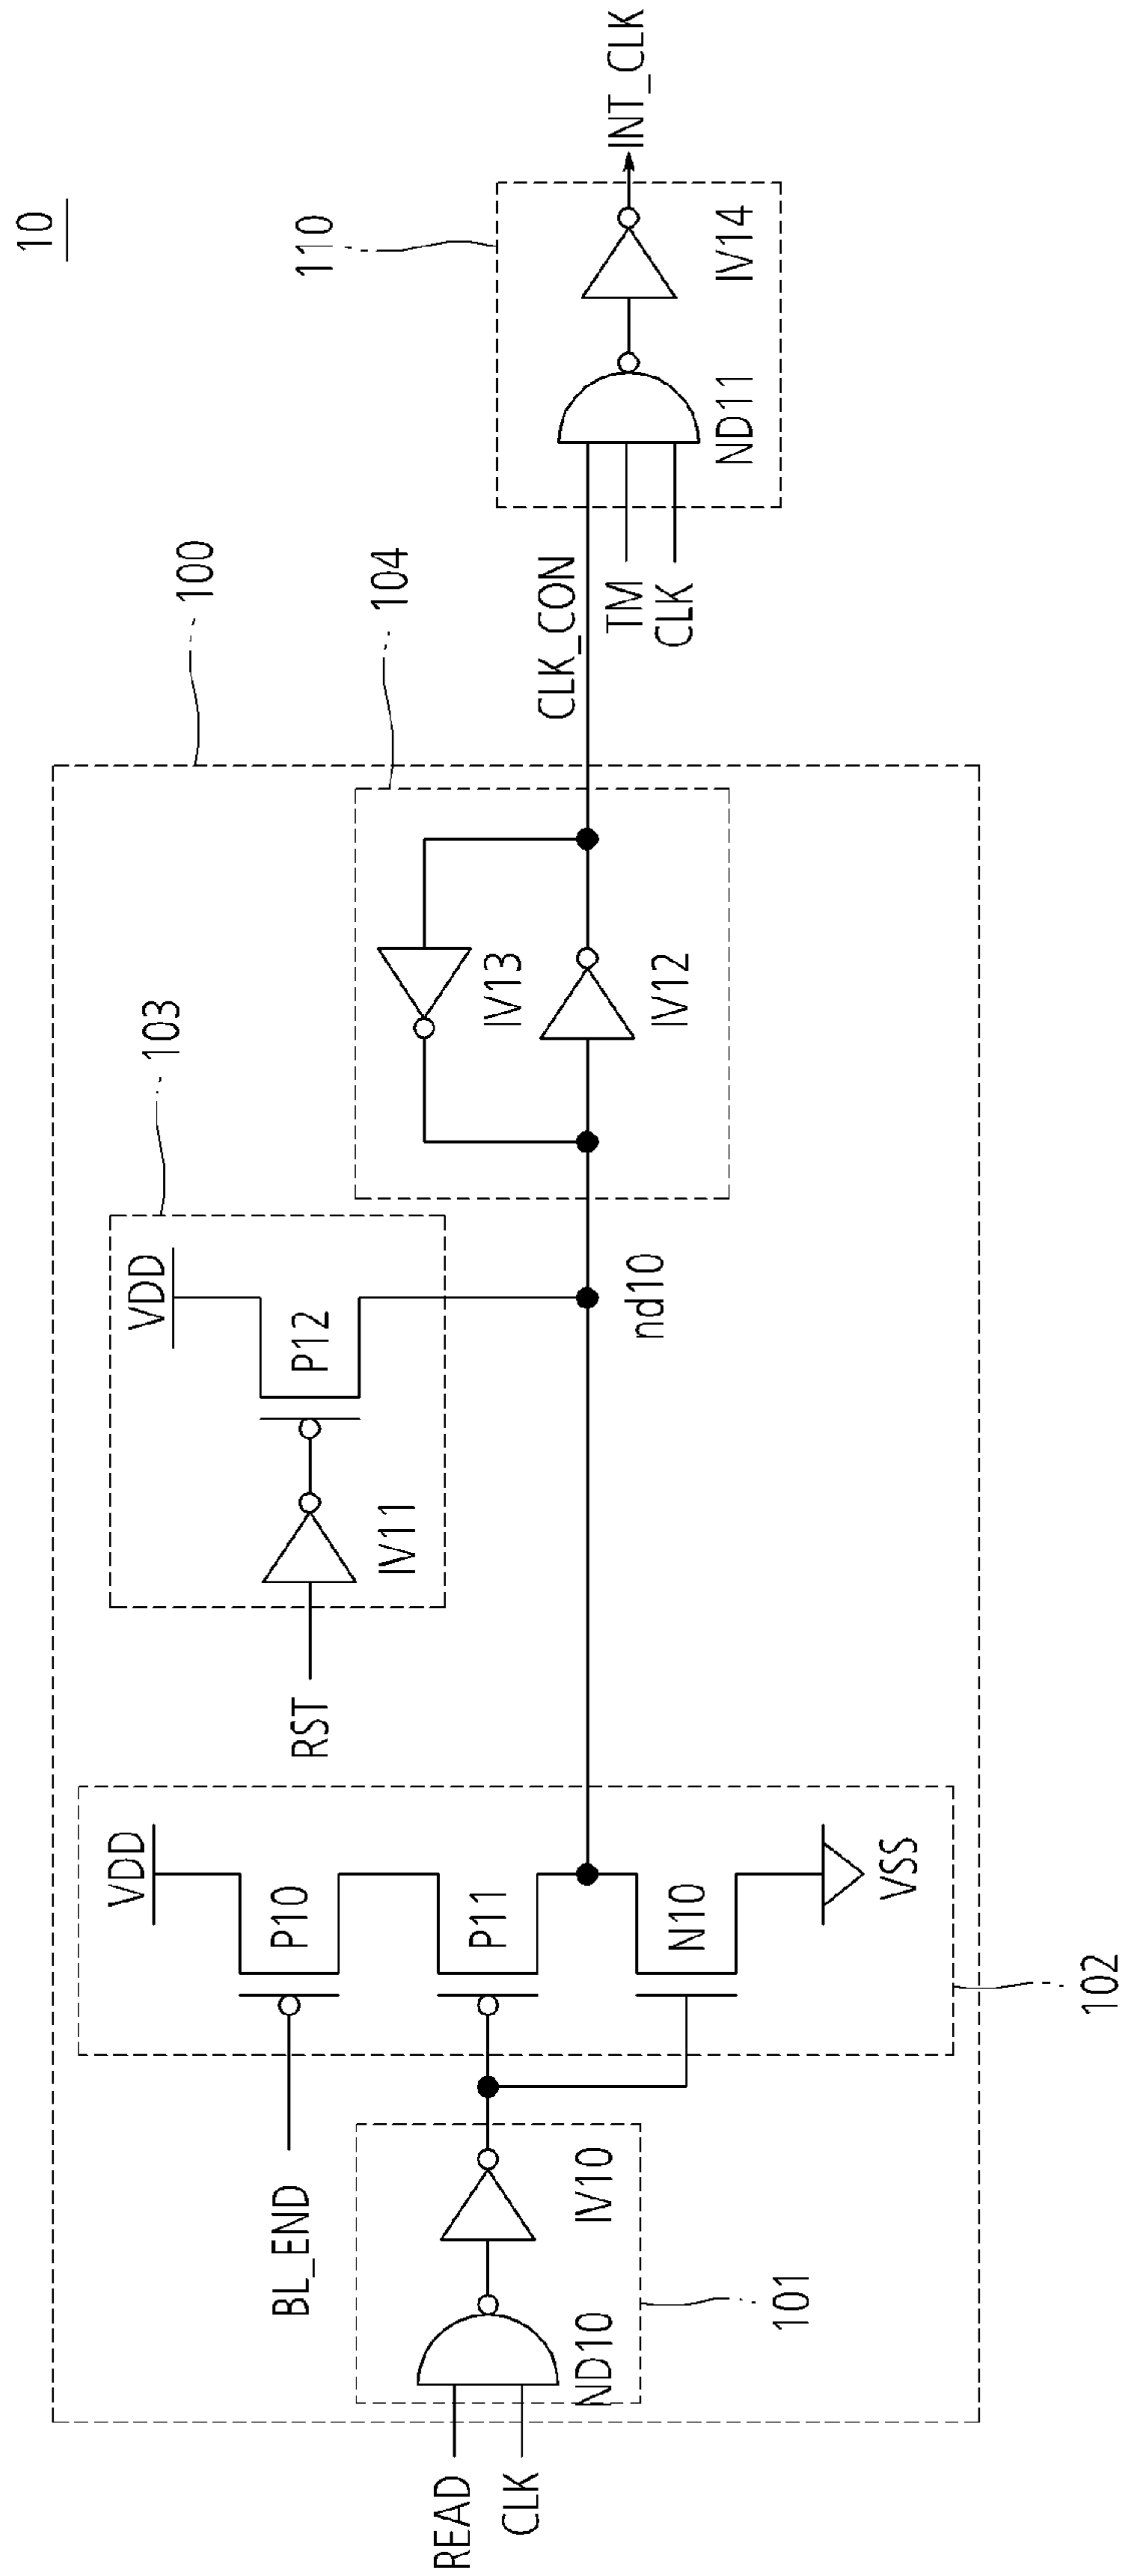 10
100
103
104
110
VDD
VDD
BL_END
P10
RST
IV11
P12
READ
CLK
ND10
IV10
P11
N10
VSS
nd10
IV13
IV12
CLK_CON
TM
CLK
ND11
IV14
INT_CLK
101
102